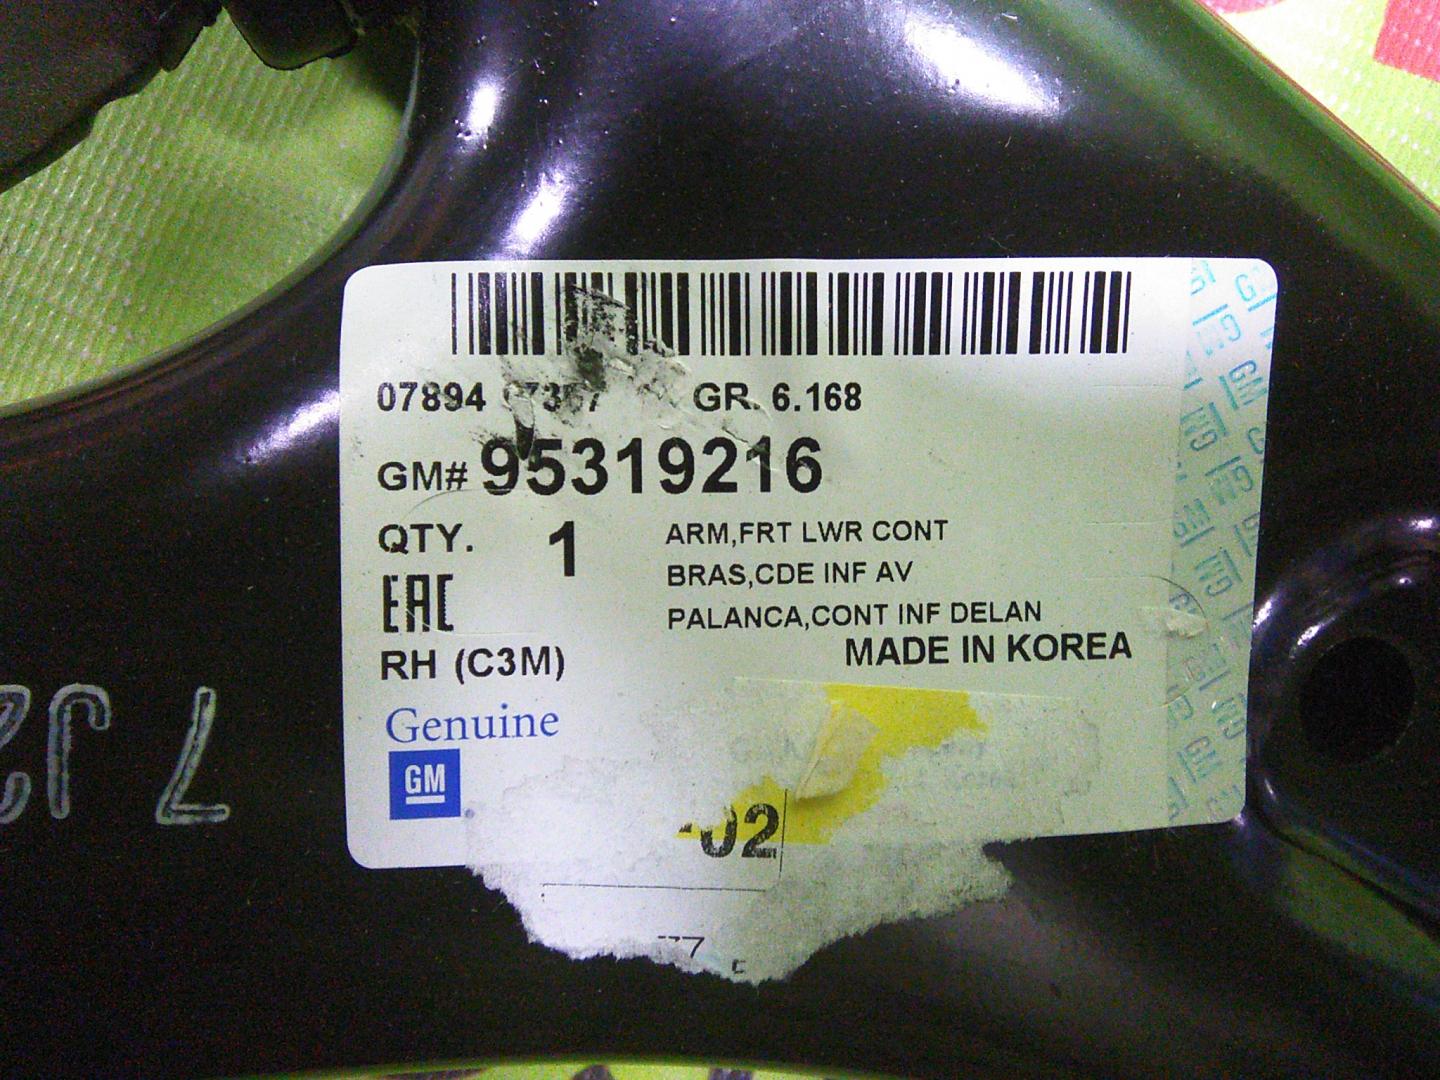 07894 GR. 6.168
GM# 95319216
QTY. 1
ARM,FRT LWR CONT
BRAS,CDE INF AV
PALANCA,CONT INF DELAN
EAC
MADE IN KOREA
RH (C3M)
Genuine
GM
02